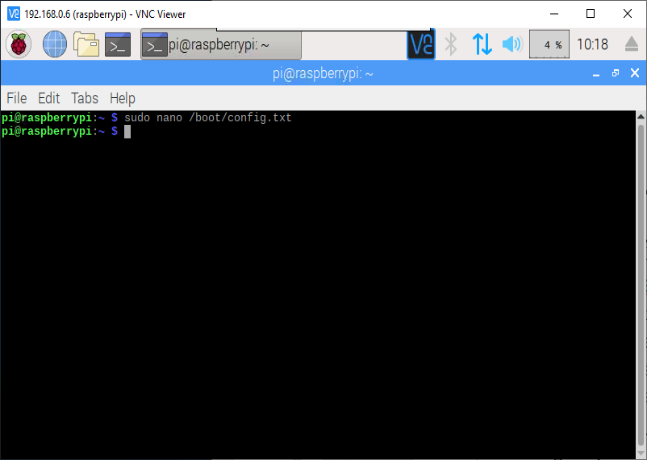 192.168.0.6 (raspberrypi) - VNC Viewer
pi@raspberrypi: ~
4 %
10:18
pi@raspberrypi: ~
File Edit Tabs Help
pi@raspberrypi:~ $ sudo nano /boot/config.txt
pi@raspberrypi:~ $